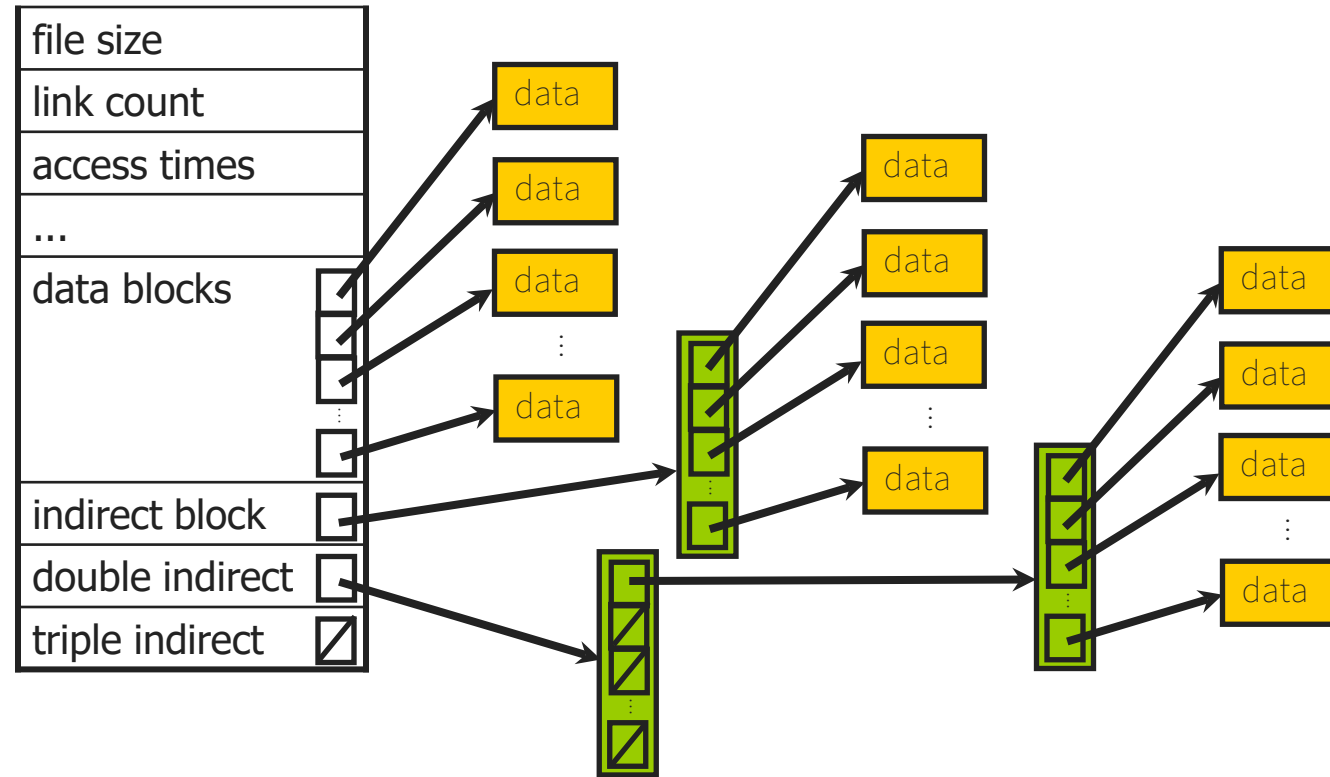 file size
link count
access times
...
data blocks
indirect block
double indirect
triple indirect
data
data
data
data
data
data
data
data
data
data
data
data